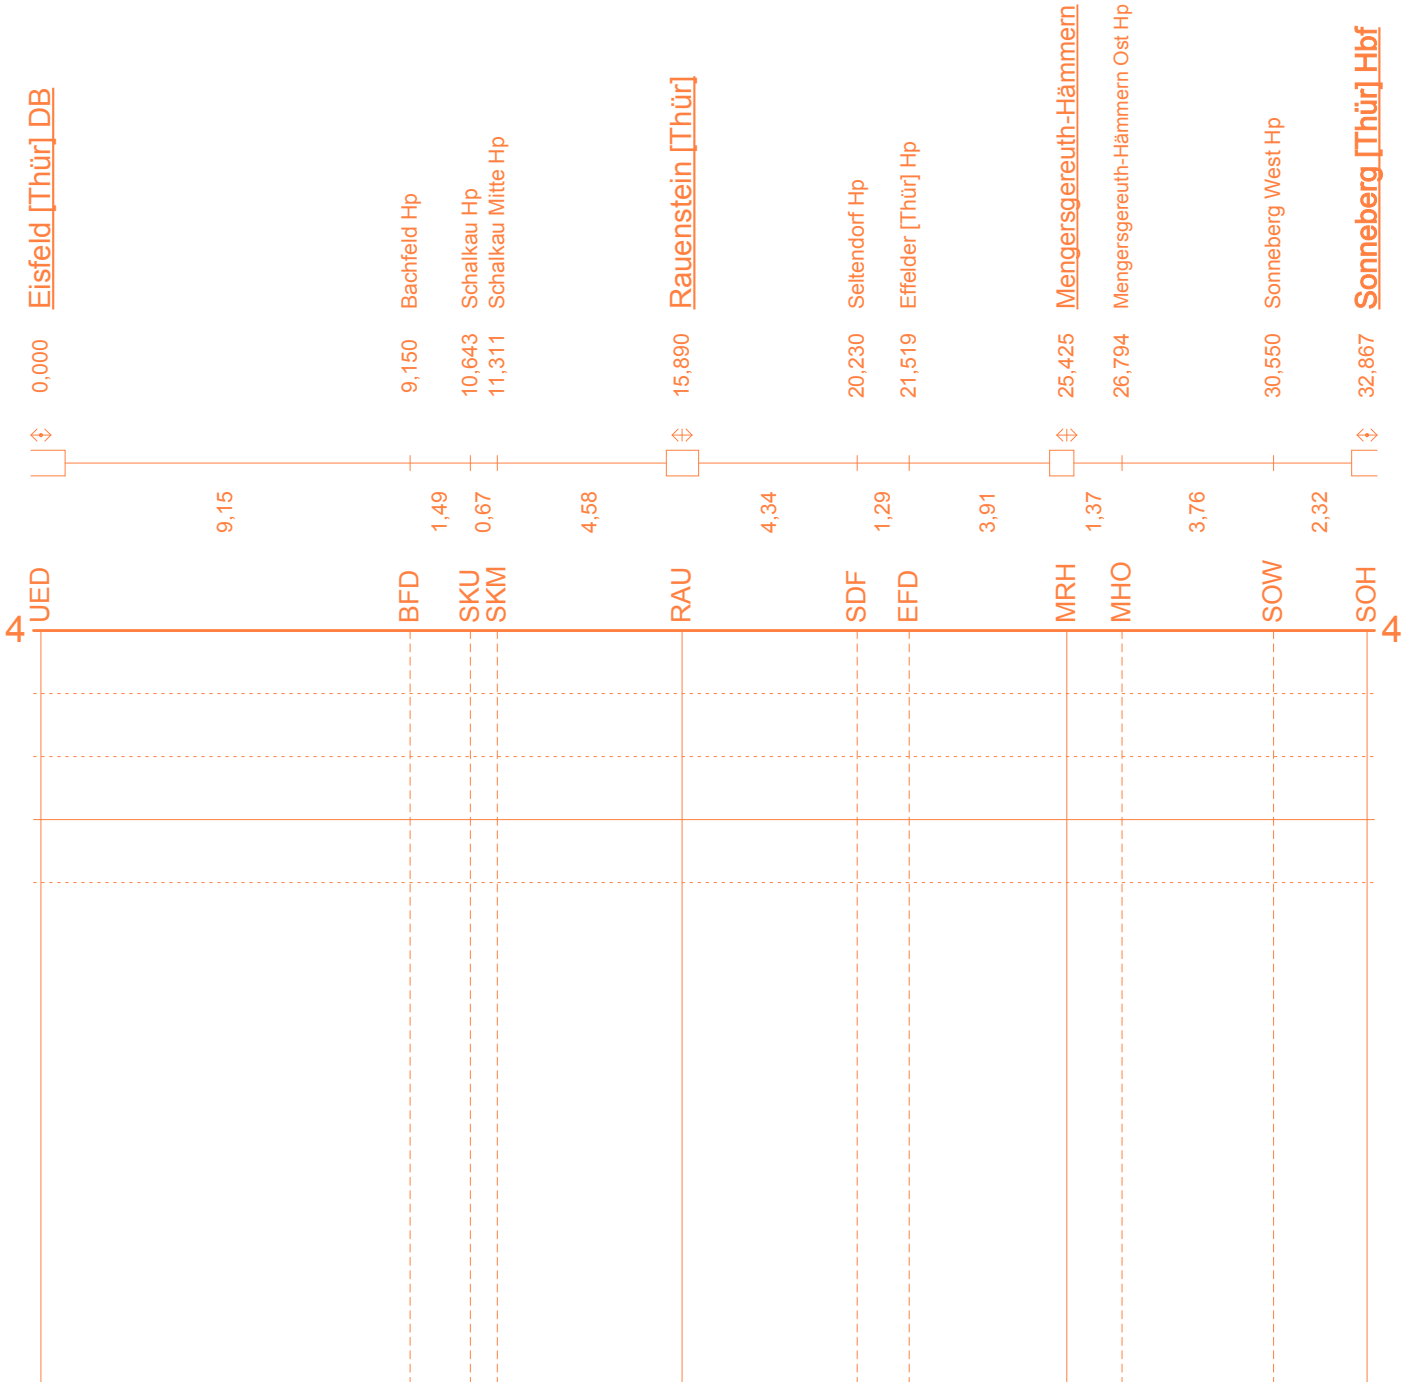 Eisfeld [Thür] DB
Bachfeld Hp
Schalkau Hp
Schalkau Mitte Hp
Rauenstein [Thür]
Seltendorf Hp
Effelder [Thür] Hp
Mengersgereuth-Hämmern
Mengersgereuth-Hämmern Ost Hp
Sonneberg West Hp
Sonneberg [Thür] Hbf
0,000
9,150
10,643
11,311
15,890
20,230
21,519
25,425
26,794
30,550
32,867
9,15
1,49
0,67
4,58
4,34
1,29
3,91
1,37
3,76
2,32
UED
BFD
SKU
SKM
RAU
SDF
EFD
MRH
MHO
SOW
SOH
4
4